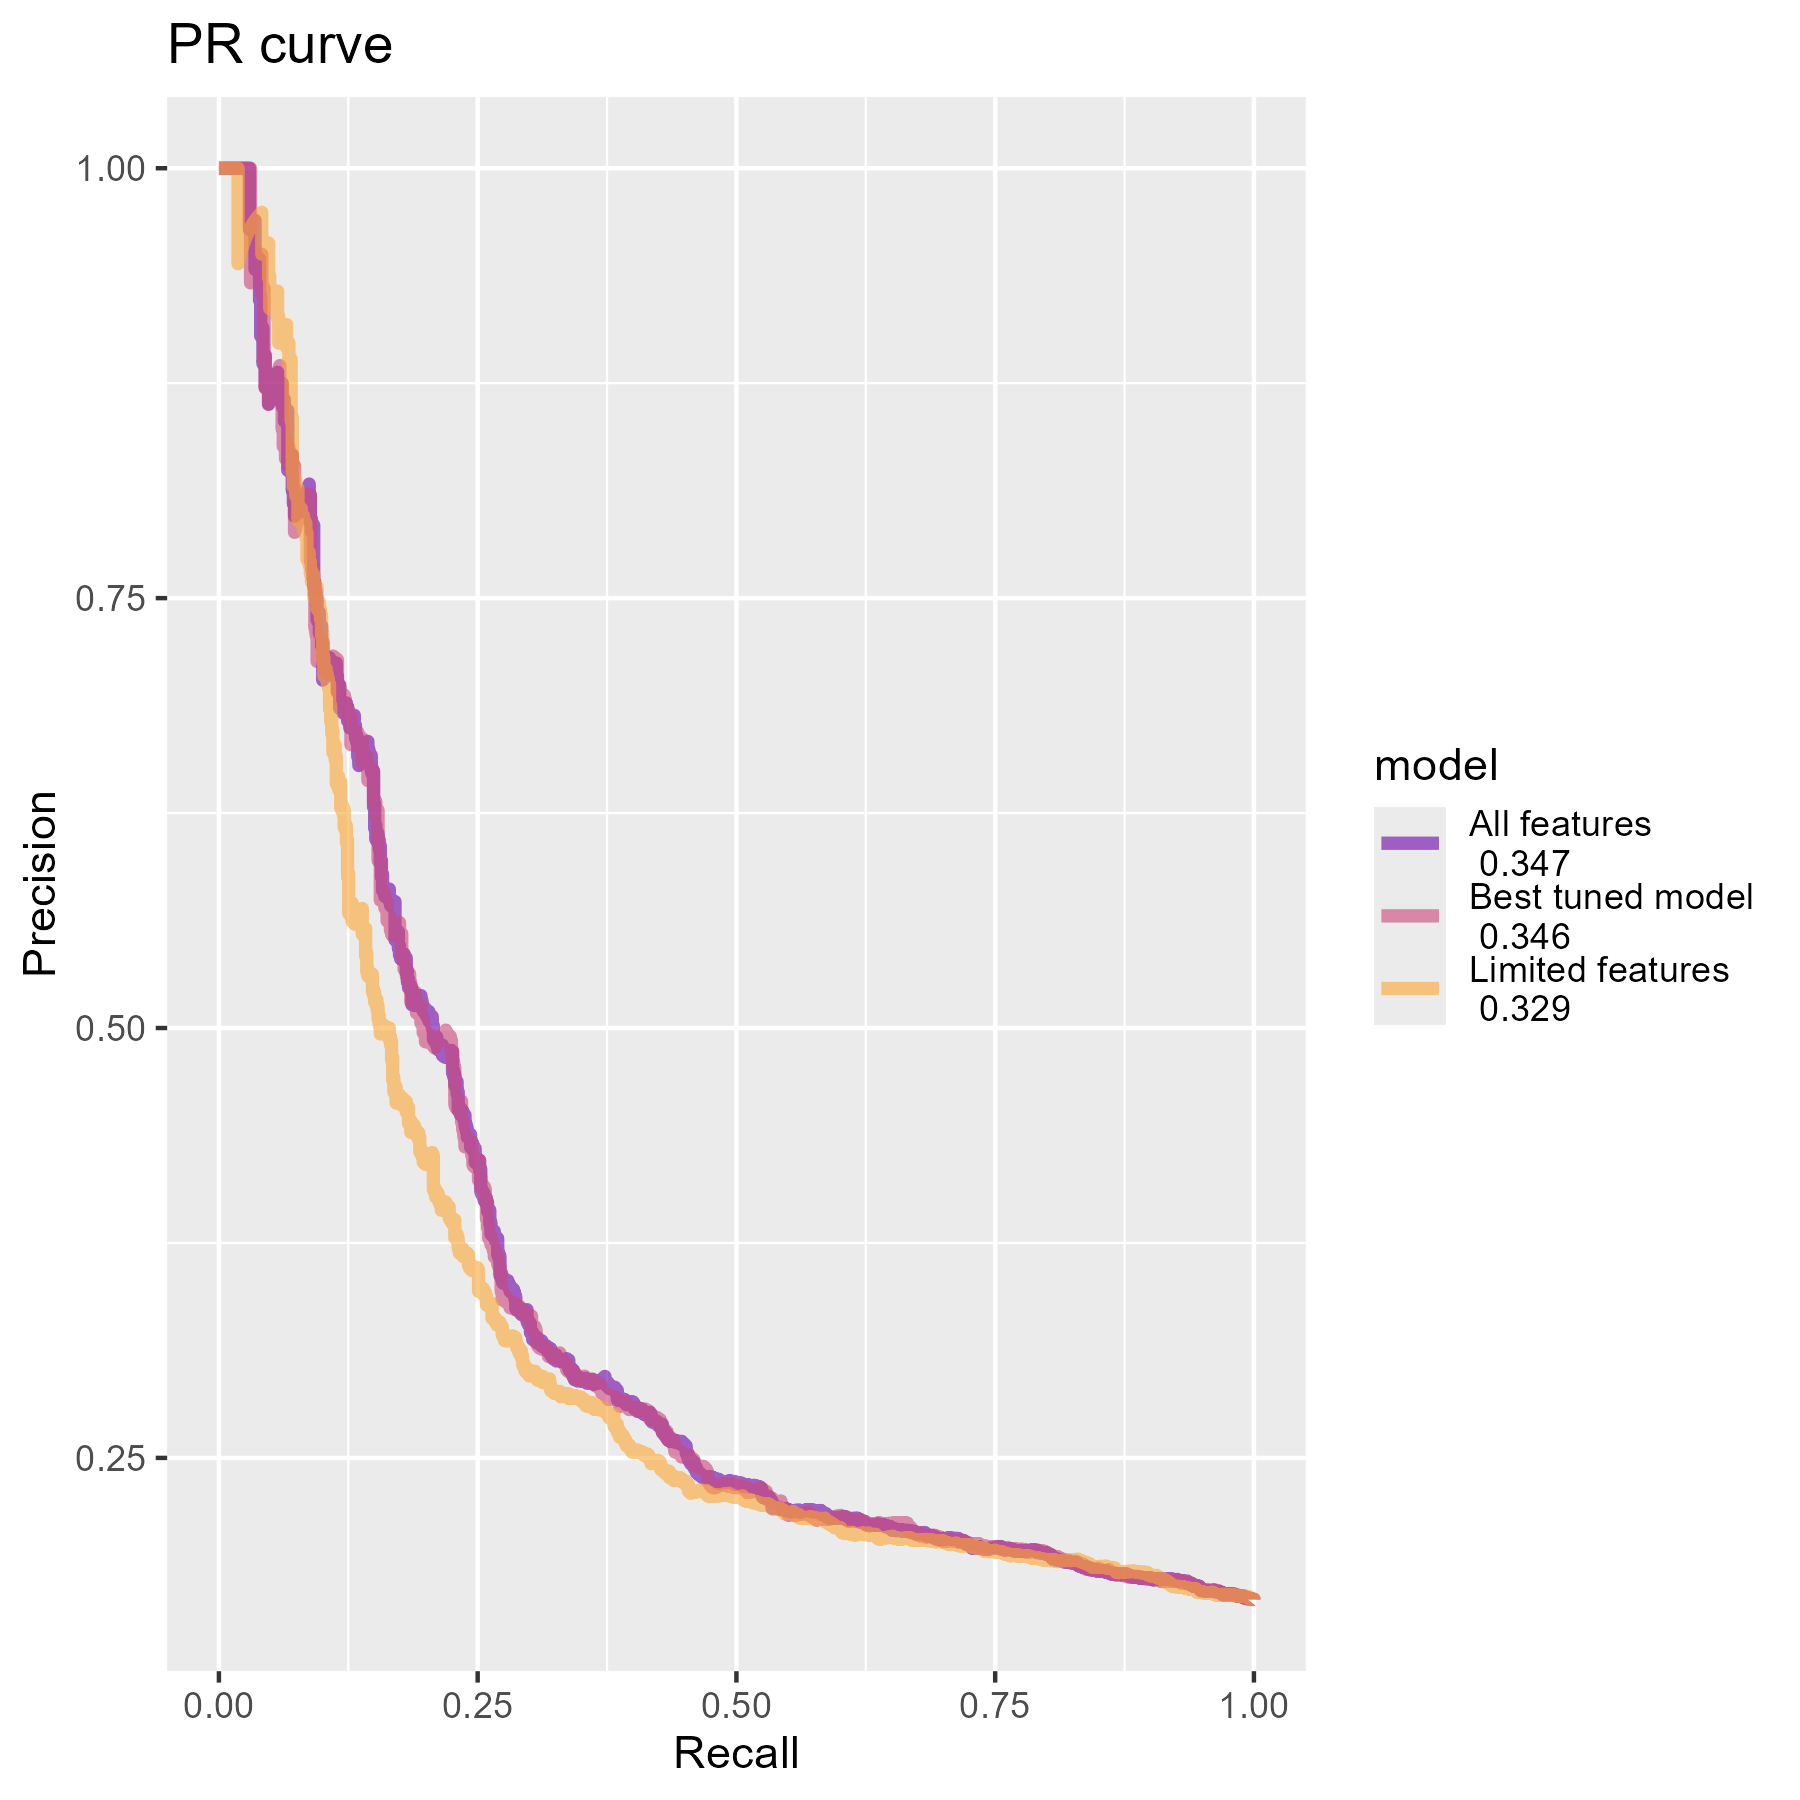 PR curve
1.00
0.75
0.50
0.25
Precision
0.00 0.25 0.50 0.75 1.00
Recall
model
All features
0.347
Best tuned model
0.346
Limited features
0.329